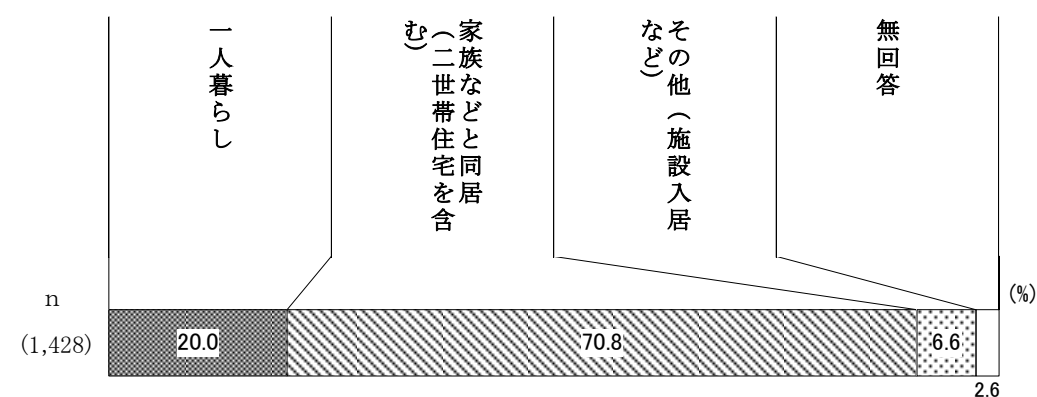 一人暮らし
家族などと同居
（二世帯住宅を含
む）
その他（施設入居
など）
無回答
(%)
n
(1,428)
20.0
70.8
6.6
2.6